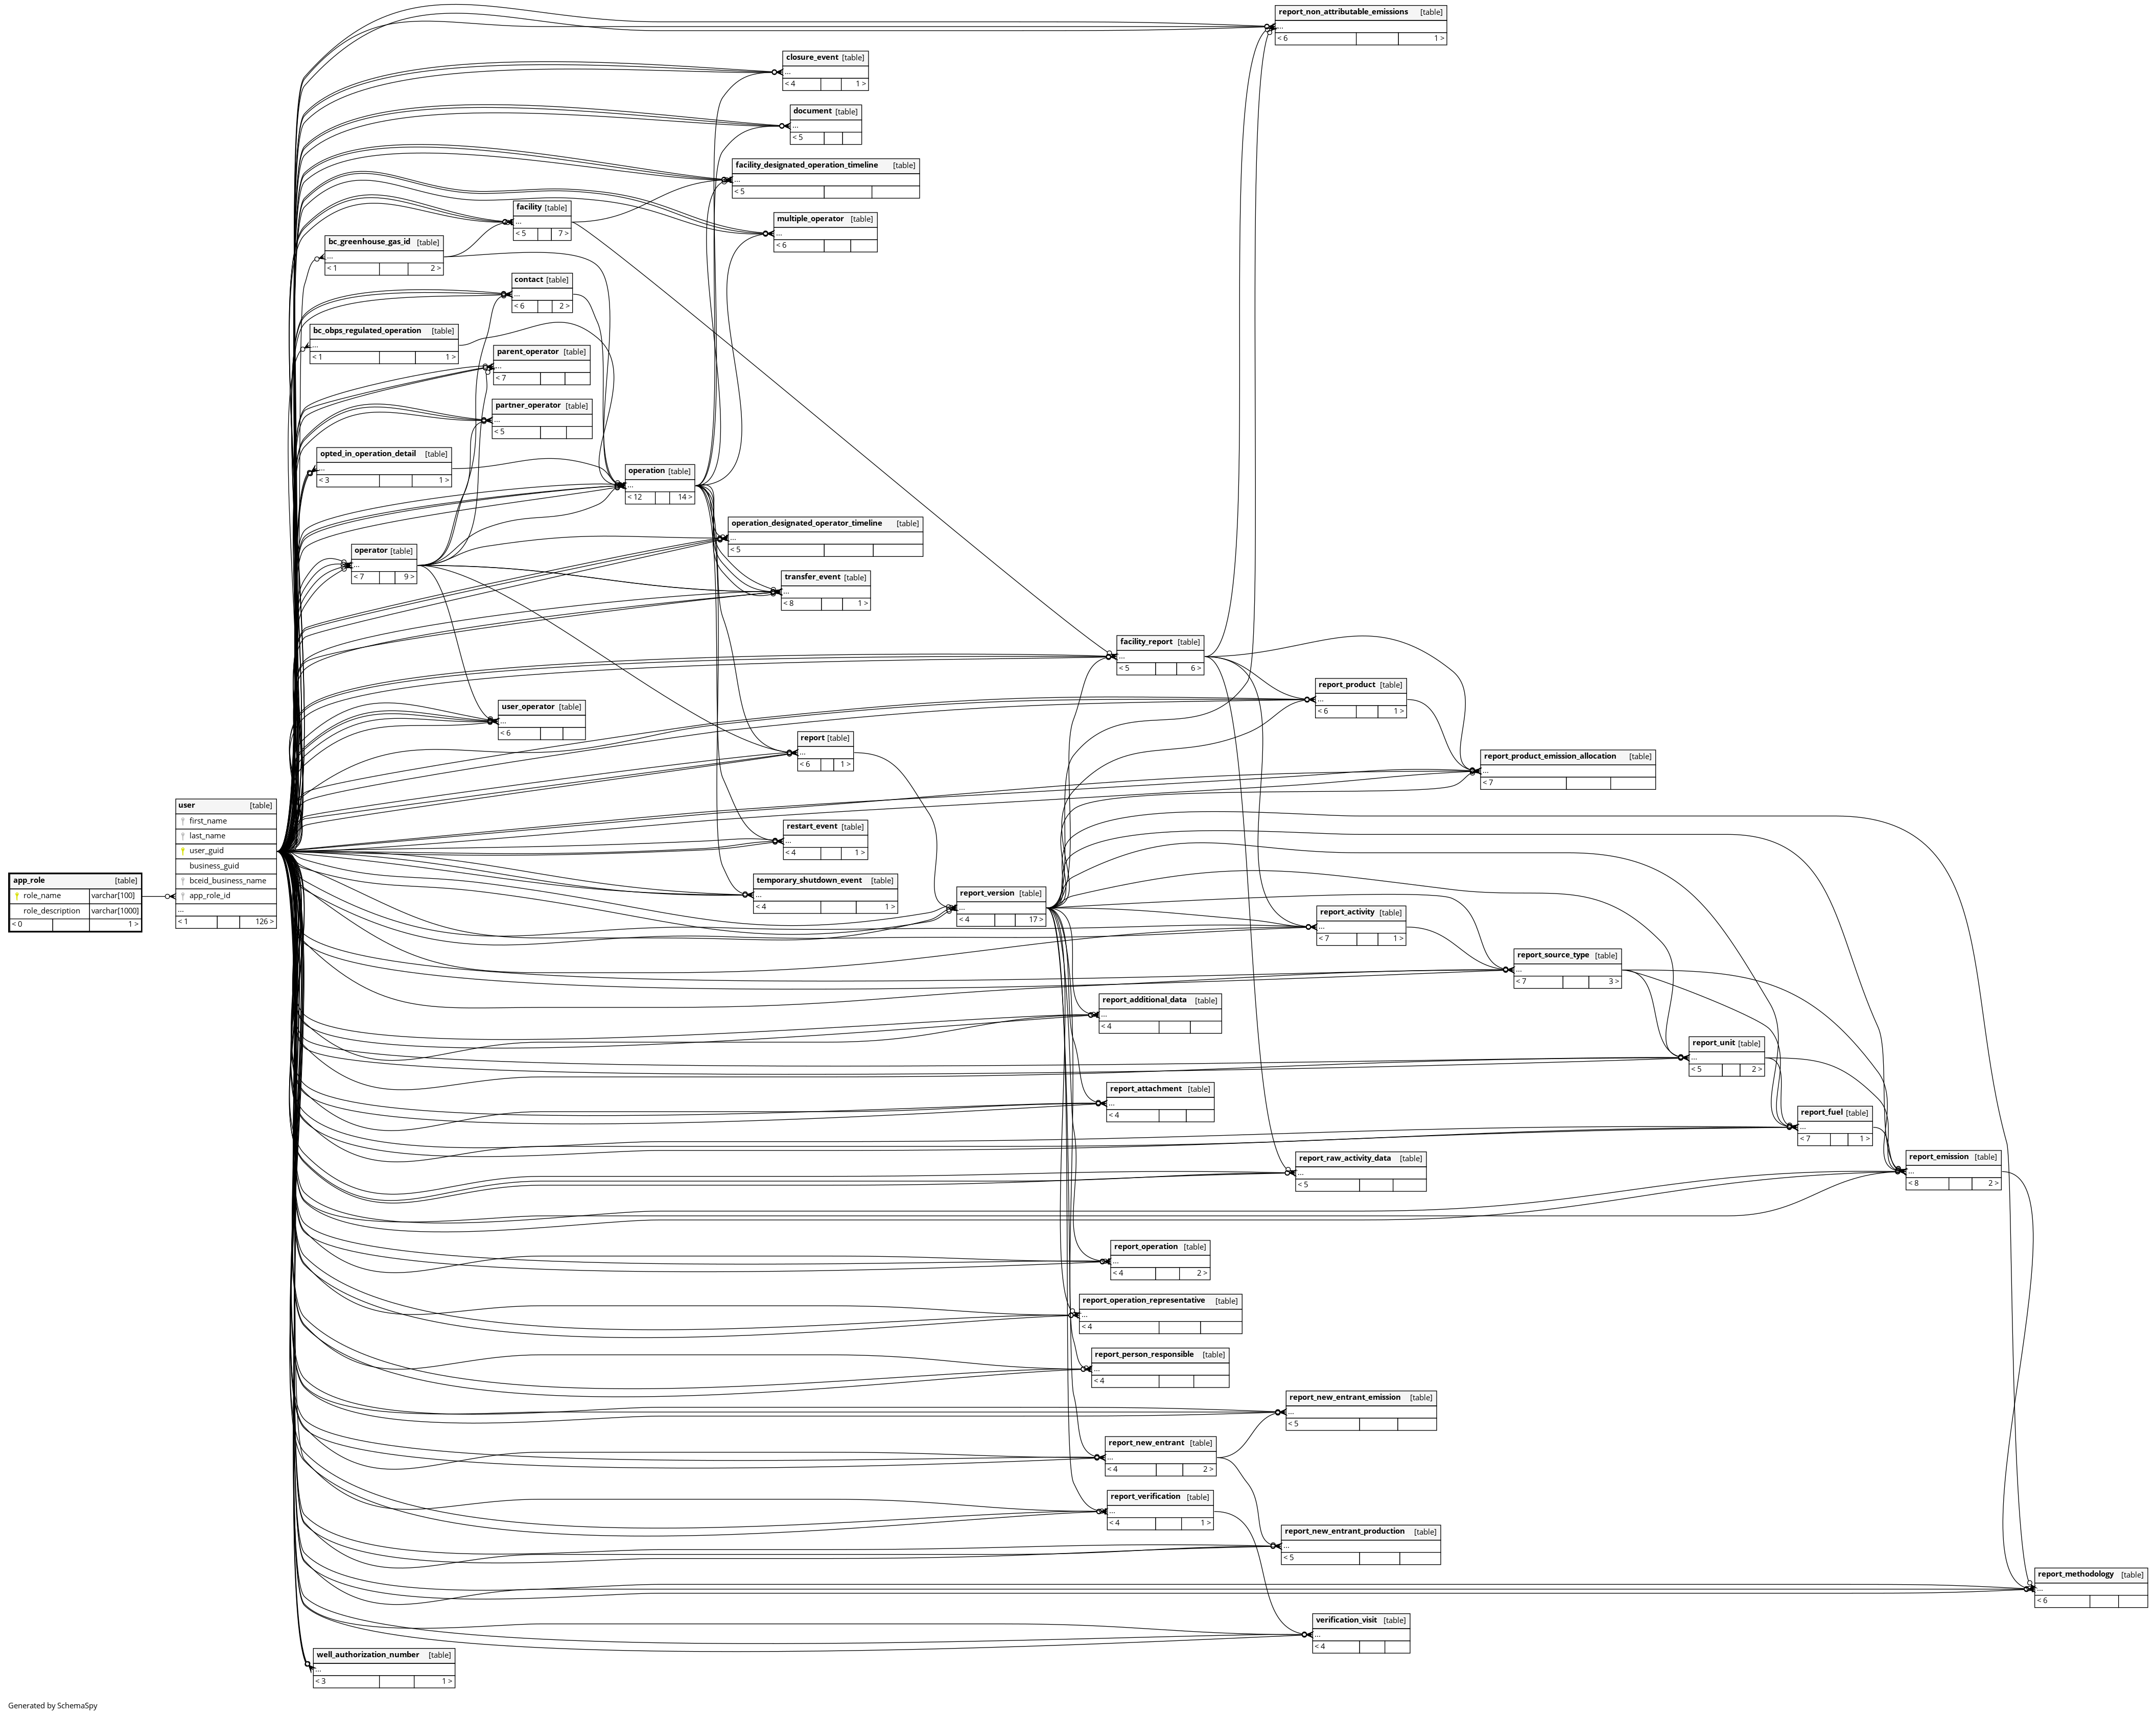 report_non_attributable_emissions [table]
...
< 6 1 >
closure_event [table]
...
< 4 1 >
document [table]
...
< 5
facility_designated_operation_timeline [table]
...
< 5
facility [table]
...
< 5 7 >
multiple_operator [table]
...
< 6
bc_greenhouse_gas_id [table]
...
< 1 2 >
contact [table]
...
< 6 2 >
bc_obps_regulated_operation [table]
...
< 1 1 >
parent_operator [table]
...
< 7
partner_operator [table]
...
< 5
opted_in_operation_detail [table]
...
< 3 1 >
operation [table]
...
< 12 14 >
operation_designated_operator_timeline [table]
...
< 5
operator [table]
...
< 7 9 >
transfer_event [table]
...
< 8 1 >
facility_report [table]
...
< 5 6 >
report_product [table]
...
< 6 1 >
user_operator [table]
...
< 6
report [table]
...
< 6 1 >
report_product_emission_allocation [table]
...
< 7
user [table]
first_name
last_name
user_guid
business_guid
bceid_business_name
app_role_id
...
< 1 126 >
restart_event [table]
...
< 4 1 >
app_role [table]
role_name varchar[100]
role_description varchar[1000]
< 0 1 >
temporary_shutdown_event [table]
...
< 4 1 >
report_version [table]
...
< 4 17 >
report_activity [table]
...
< 7 1 >
report_source_type [table]
...
< 7 3 >
report_additional_data [table]
...
< 4
report_unit [table]
...
< 5 2 >
report_attachment [table]
...
< 4
report_fuel [table]
...
< 7 1 >
report_raw_activity_data [table]
...
< 5
report_emission [table]
...
< 8 2 >
report_operation [table]
...
< 4 2 >
report_operation_representative [table]
...
< 4
report_person_responsible [table]
...
< 4
report_new_entrant_emission [table]
...
< 5
report_new_entrant [table]
...
< 4 2 >
report_verification [table]
...
< 4 1 >
report_new_entrant_production [table]
...
< 5
report_methodology [table]
...
< 6
verification_visit [table]
...
< 4
well_authorization_number [table]
...
< 3 1 >
Generated by SchemaSpy